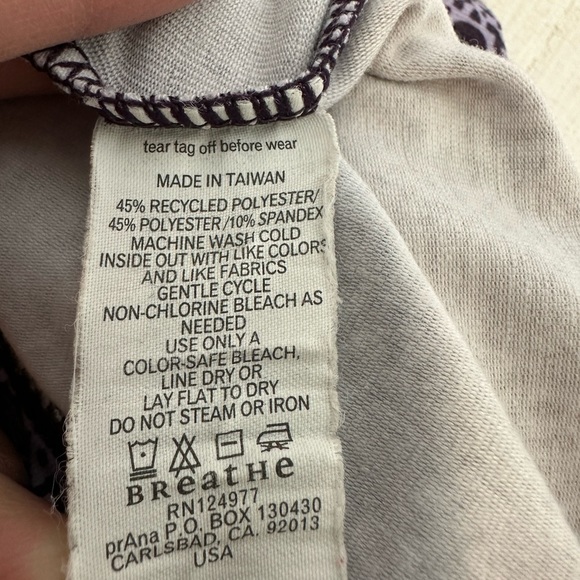 tear tag off before wear
MADE IN TAIWAN
45% RECYCLED POLYESTER/
45% POLYESTER/10% SPANDEX
MACHINE WASH COLD
INSIDE OUT WITH LIKE COLORS
AND LIKE FABRICS
GENTLE CYCLE
NON-CHLORINE BLEACH AS
NEEDED
USE ONLY A
COLOR-SAFE BLEACH,
LINE DRY OR
LAY FLAT TO DRY
DO NOT STEAM OR IRON
BReatHe
RN124977
prAna P.O. BOX 130430
CARLSBAD, CA. 92013
USA